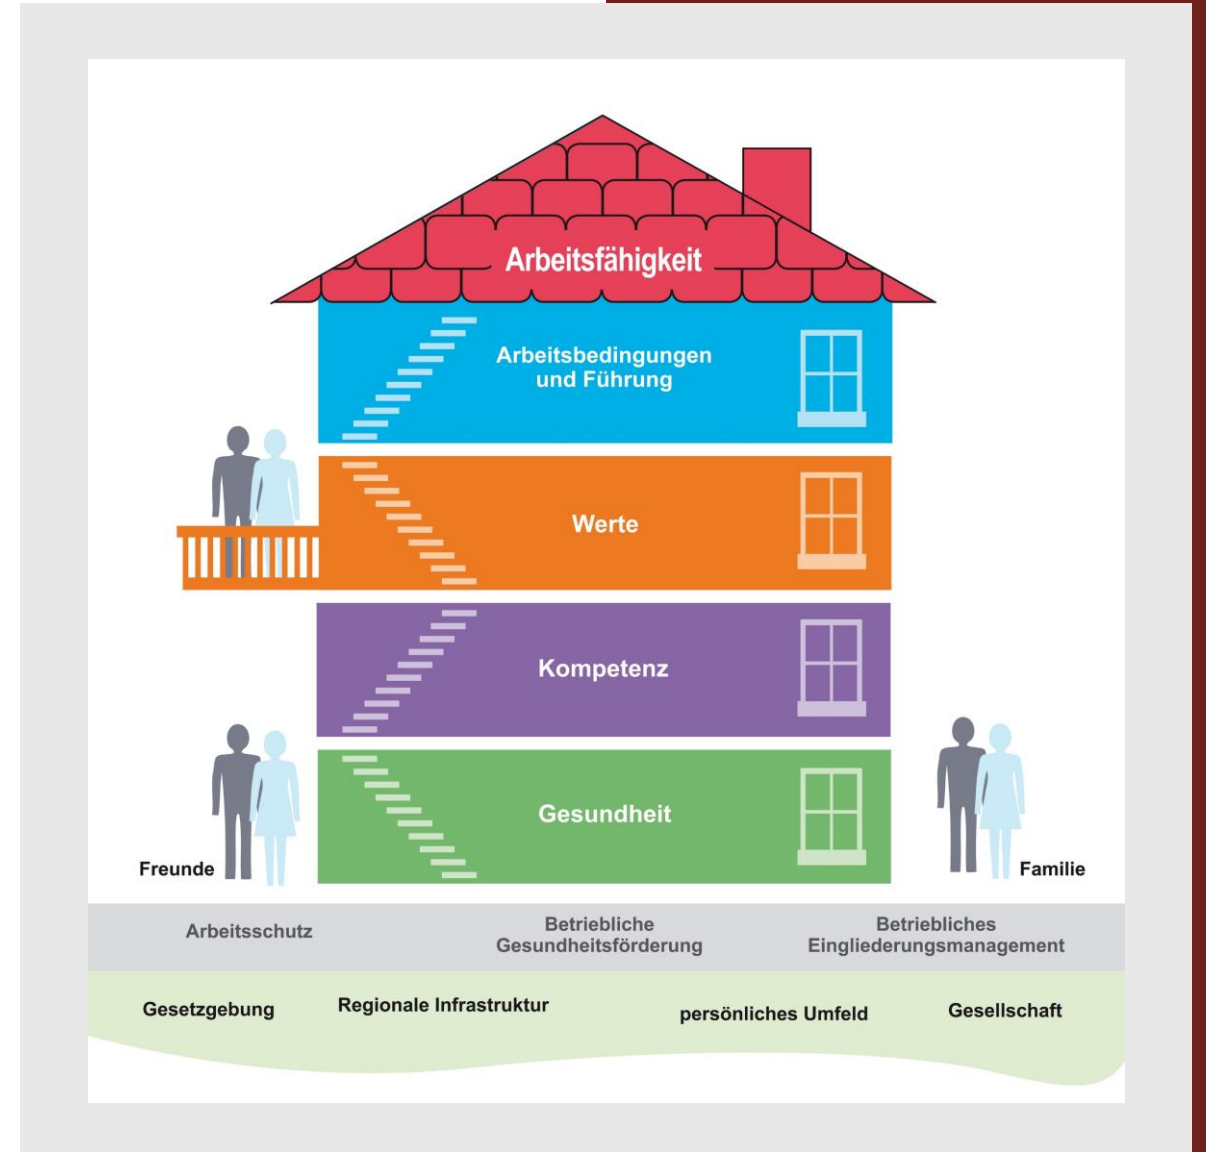 Arbeitsfähigkeit
Arbeitsbedingungen
und Führung
Werte
Kompetenz
Gesundheit
Freunde
Familie
Arbeitsschutz
Betriebliche
Gesundheitsförderung
Betriebliches
Eingliederungsmanagement
Gesetzgebung
Regionale Infrastruktur
persönliches Umfeld
Gesellschaft